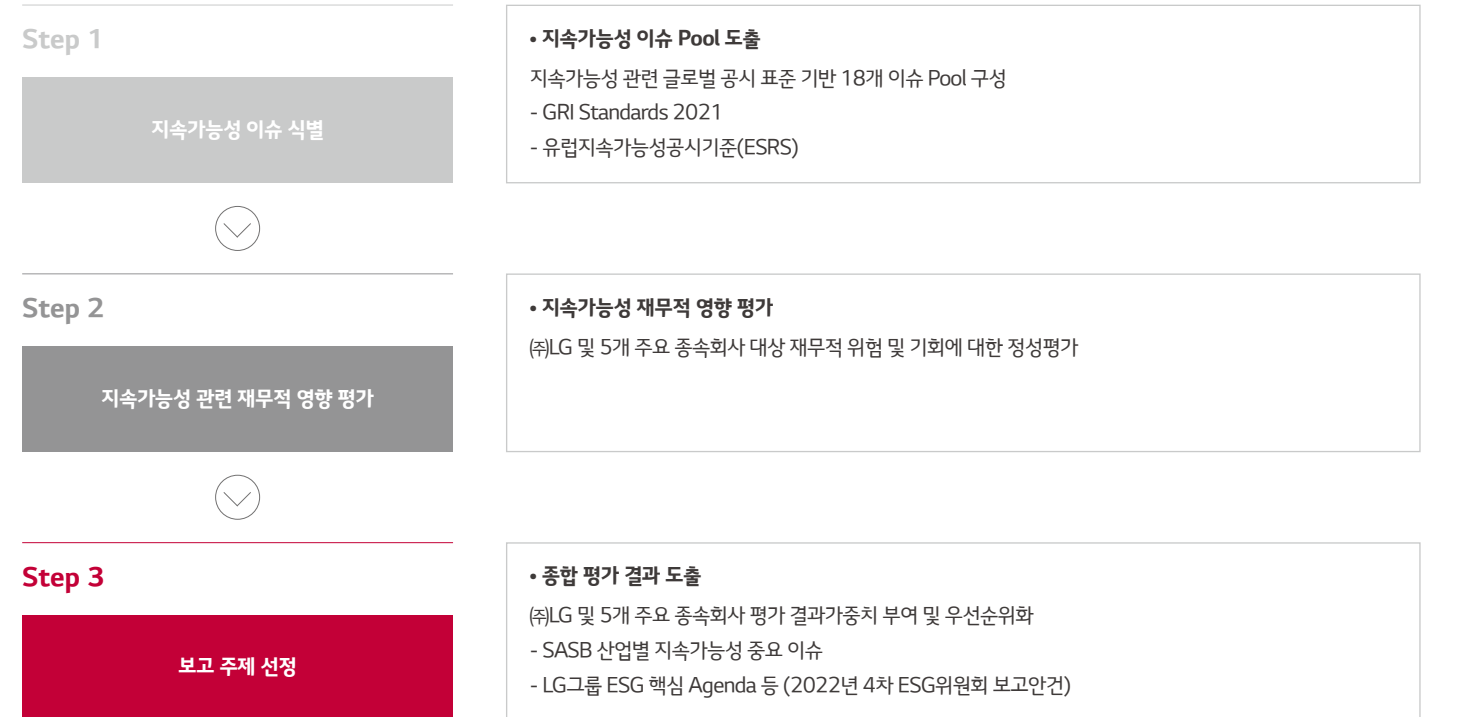 Step 1
지속가능성 이슈 식별
• 지속가능성 이슈 Pool 도출
지속가능성 관련 글로벌 공시 표준 기반 18개 이슈 Pool 구성
- GRI Standards 2021
- 유럽지속가능성공시기준(ESRS)
Step 2
지속가능성 관련 재무적 영향 평가
• 지속가능성 재무적 영향 평가
㈜LG 및 5개 주요 종속회사 대상 재무적 위험 및 기회에 대한 정성평가
Step 3
보고 주제 선정
• 종합 평가 결과 도출
㈜LG 및 5개 주요 종속회사 평가 결과가중치 부여 및 우선순위화
- SASB 산업별 지속가능성 중요 이슈
- LG그룹 ESG 핵심 Agenda 등 (2022년 4차 ESG위원회 보고안건)